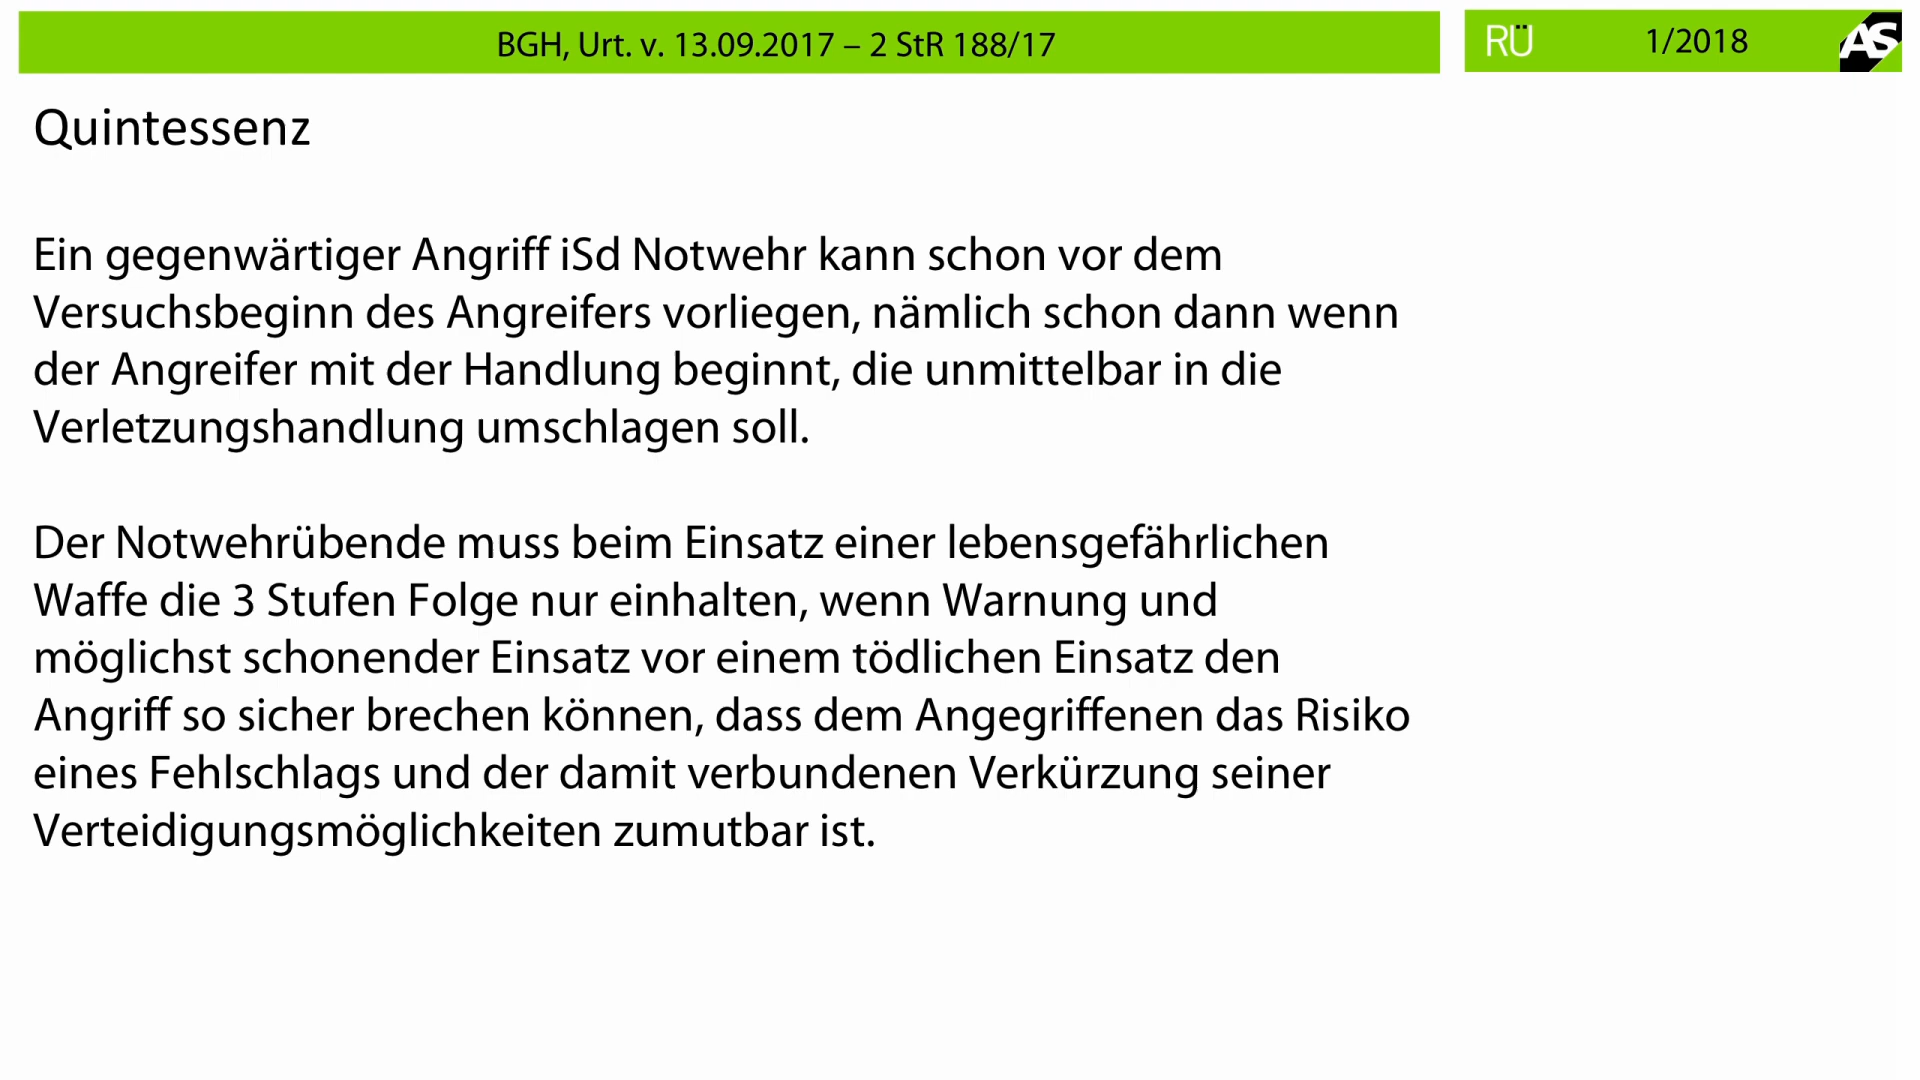 BGH, Urt. v. 13.09.2017 – 2 StR 188/17
RÜ
1/2018
AS
Quintessenz
Ein gegenwärtiger Angriff iSd Notwehr kann schon vor dem
Versuchsbeginn des Angreifers vorliegen, nämlich schon dann wenn
der Angreifer mit der Handlung beginnt, die unmittelbar in die
Verletzungshandlung umschlagen soll.
Der Notwehrübende muss beim Einsatz einer lebensgefährlichen
Waffe die 3 Stufen Folge nur einhalten, wenn Warnung und
möglichst schonender Einsatz vor einem tödlichen Einsatz den
Angriff so sicher brechen können, dass dem Angegriffenen das Risiko
eines Fehlschlags und der damit verbundenen Verkürzung seiner
Verteidigungsmöglichkeiten zumutbar ist.